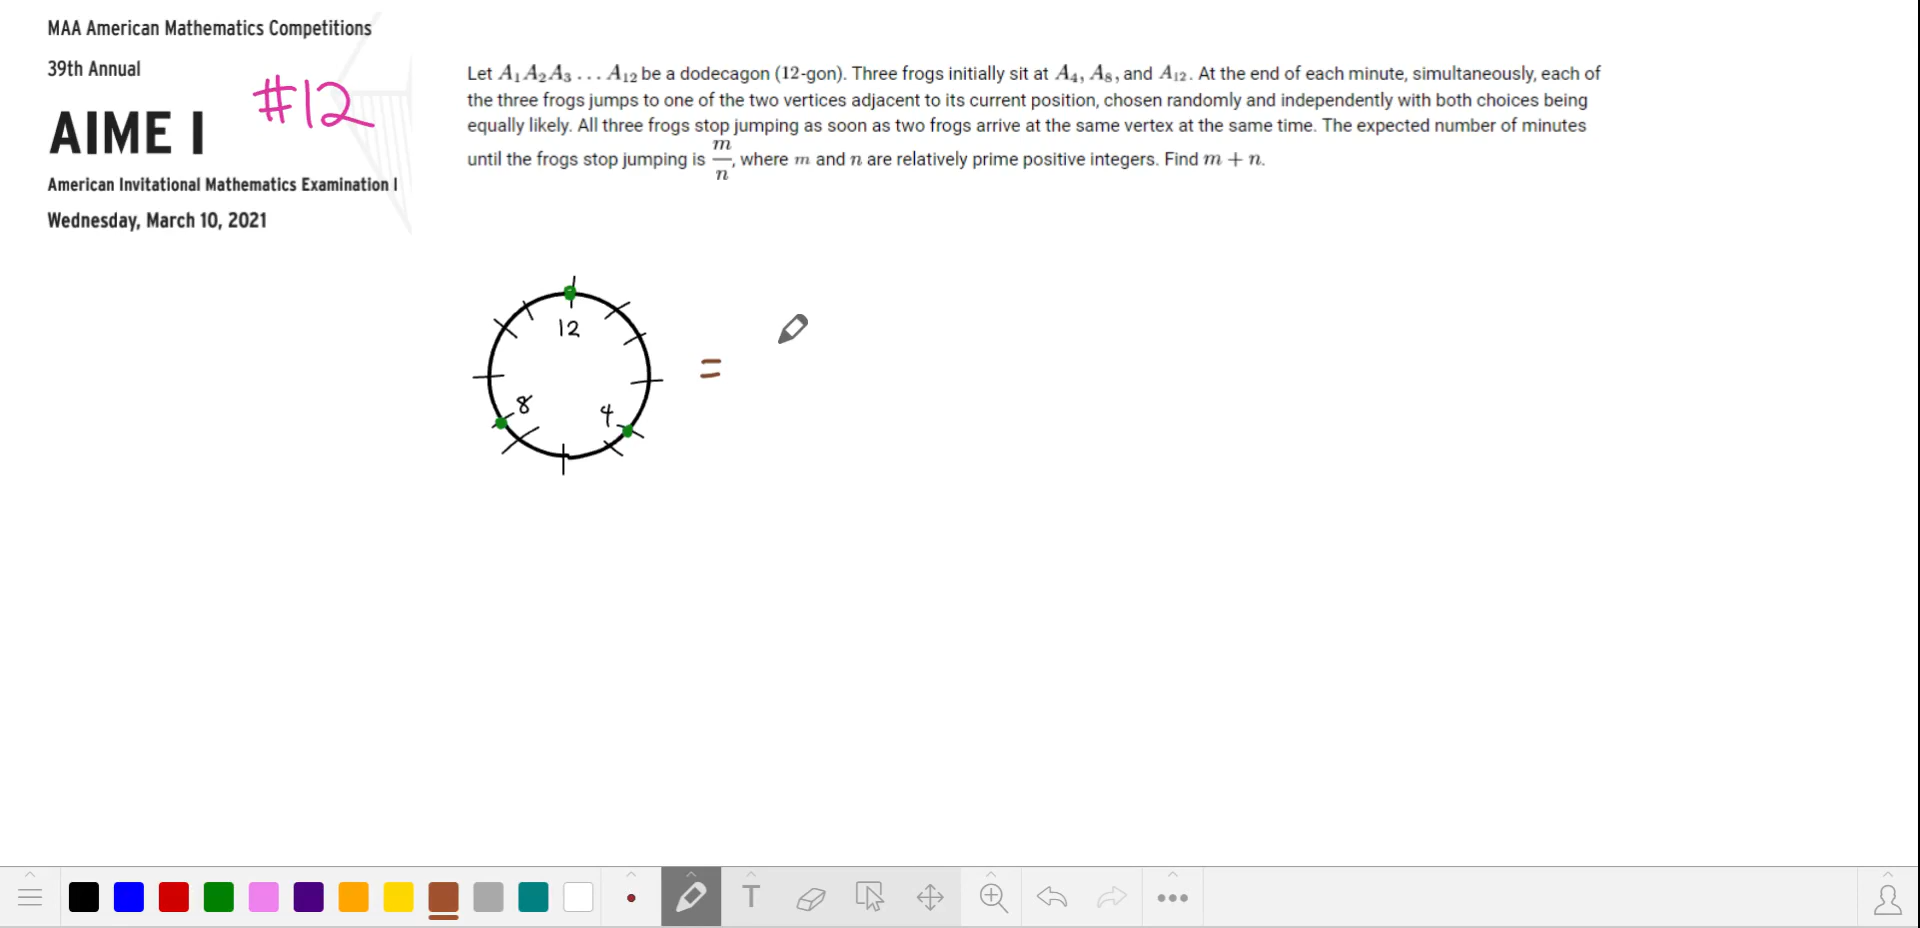 MAA American Mathematics Competitions
39th Annual
AIME I
American Invitational Mathematics Examination I
Wednesday, March 10, 2021
#12
Let A₁A₂A₃ . . . A₁₂ be a dodecagon (12-gon). Three frogs initially sit at A₄, A₈, and A₁₂. At the end of each minute, simultaneously, each of
the three frogs jumps to one of the two vertices adjacent to its current position, chosen randomly and independently with both choices being
equally likely. All three frogs stop jumping as soon as two frogs arrive at the same vertex at the same time. The expected number of minutes
until the frogs stop jumping is m/n, where m and n are relatively prime positive integers. Find m + n.
12
8
4
=
T